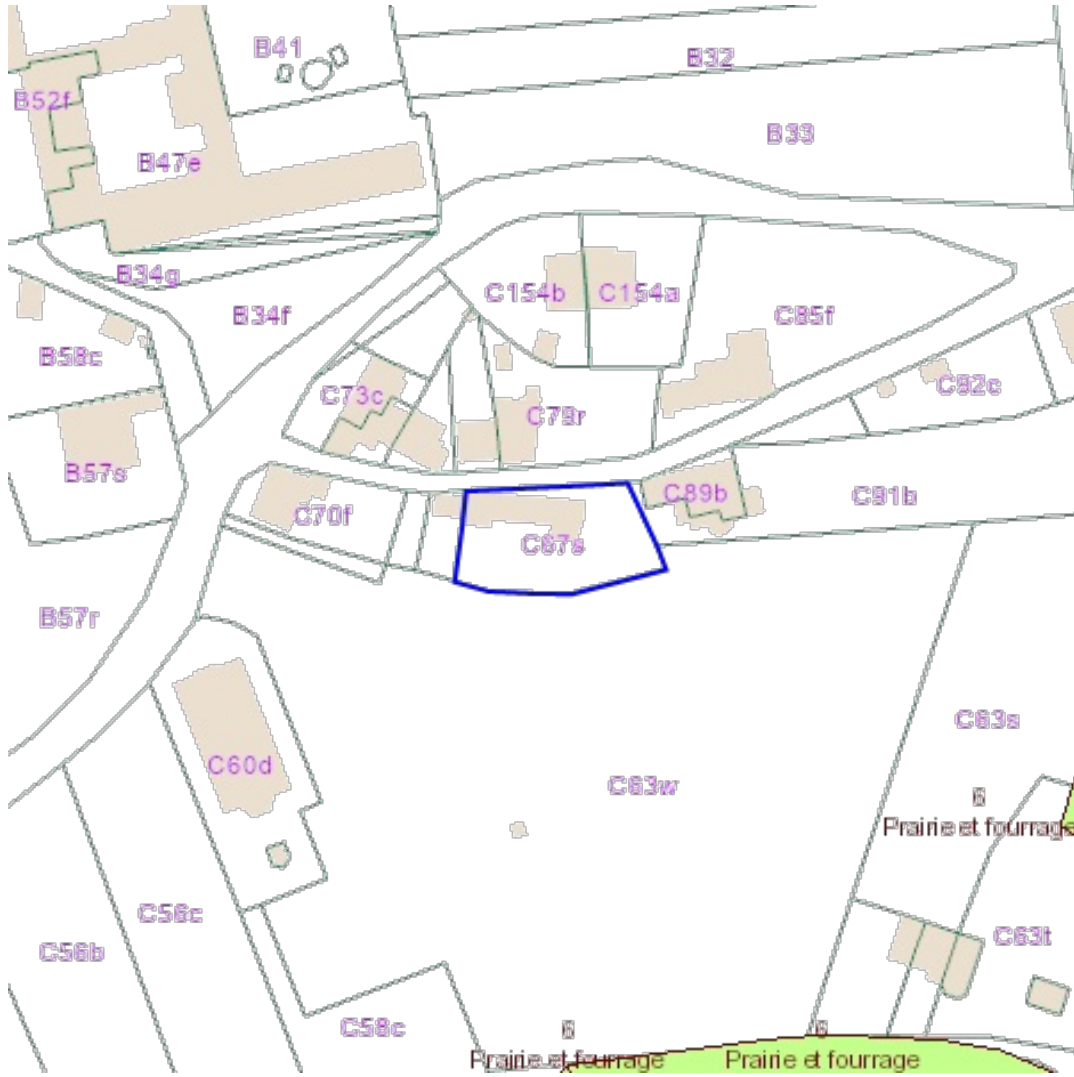 B41
B32
B52f
B33
B47e
B34g
C154b
C154a
B34f
C85f
B58c
C73c
C92c
C79r
B57s
C89b
C91b
C70f
C87s
B57r
C63s
C60d
C63w
6
Prairie et fourrage
C56c
C63t
C56b
C58c
6
Prairie et fourrage
6
Prairie et fourrage